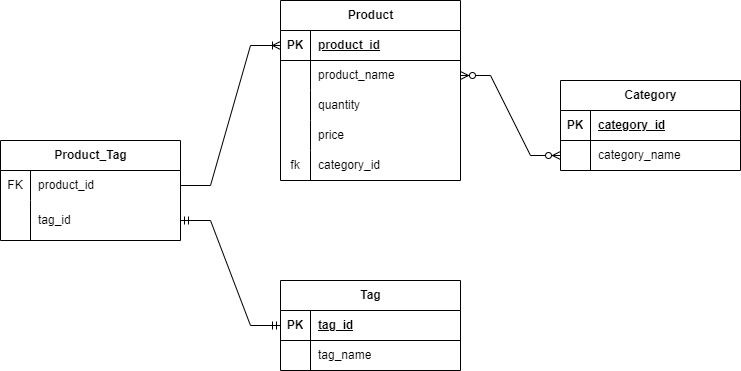 Product
PK product_id
product_name
quantity
price
fk category_id
Category
PK category_id
category_name
Product_Tag
FK product_id
tag_id
Tag
PK tag_id
tag_name